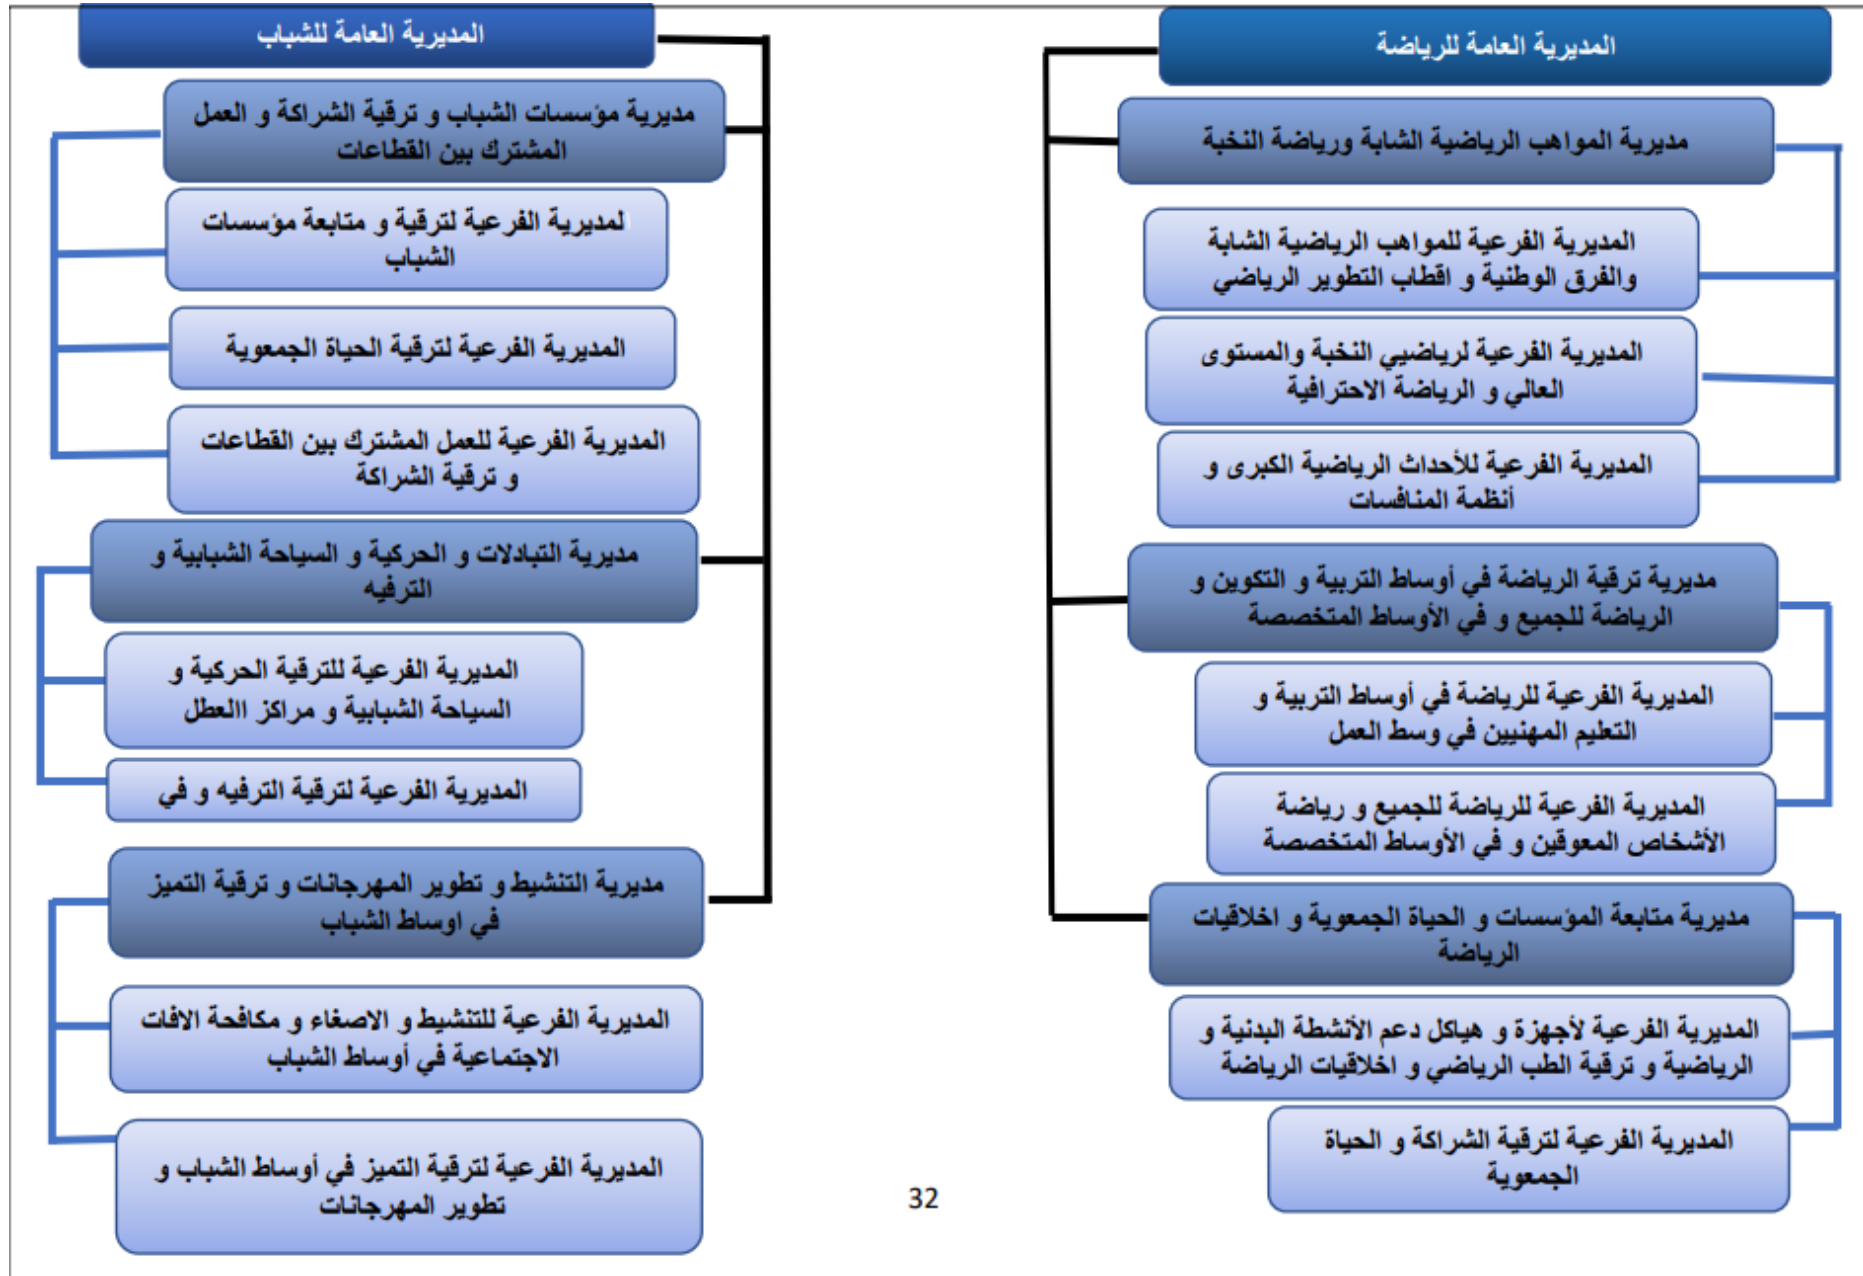 المديرية العامة للرياضة
مديرية المواهب الرياضية الشابة ورياضة النخبة
المديرية الفرعية للمواهب الرياضية الشابة
والفرق الوطنية و اقطاب التطوير الرياضي
المديرية الفرعية لرياضيي النخبة والمستوى
العالي و الرياضة الاحترافية
المديرية الفرعية للأحداث الرياضية الكبرى و
أنظمة المنافسات
مديرية ترقية الرياضة في أوساط التربية و التكوين و
الرياضة للجميع و في الأوساط المتخصصة
المديرية الفرعية للرياضة في أوساط التربية و
التعليم المهنيين في وسط العمل
المديرية الفرعية للرياضة للجميع و رياضة
الأشخاص المعوقين و في الأوساط المتخصصة
مديرية متابعة المؤسسات و الحياة الجمعوية و اخلاقيات
الرياضة
المديرية الفرعية لأجهزة و هياكل دعم الأنشطة البدنية و
الرياضية و ترقية الطب الرياضي و اخلاقيات الرياضة
المديرية الفرعية لترقية الشراكة و الحياة
الجمعوية
المديرية العامة للشباب
مديرية مؤسسات الشباب و ترقية الشراكة و العمل
المشترك بين القطاعات
لمديرية الفرعية لترقية و متابعة مؤسسات
الشباب
المديرية الفرعية لترقية الحياة الجمعوية
المديرية الفرعية للعمل المشترك بين القطاعات
و ترقية الشراكة
مديرية التبادلات و الحركية و السياحة الشبابية و
الترفيه
المديرية الفرعية للترقية الحركية و
السياحة الشبابية و مراكز االعطل
المديرية الفرعية لترقية الترفيه و في
مديرية التنشيط و تطوير المهرجانات و ترقية التميز
في اوساط الشباب
المديرية الفرعية للتنشيط و الاصغاء و مكافحة الافات
الاجتماعية في أوساط الشباب
المديرية الفرعية لترقية التميز في أوساط الشباب و
تطوير المهرجانات
32